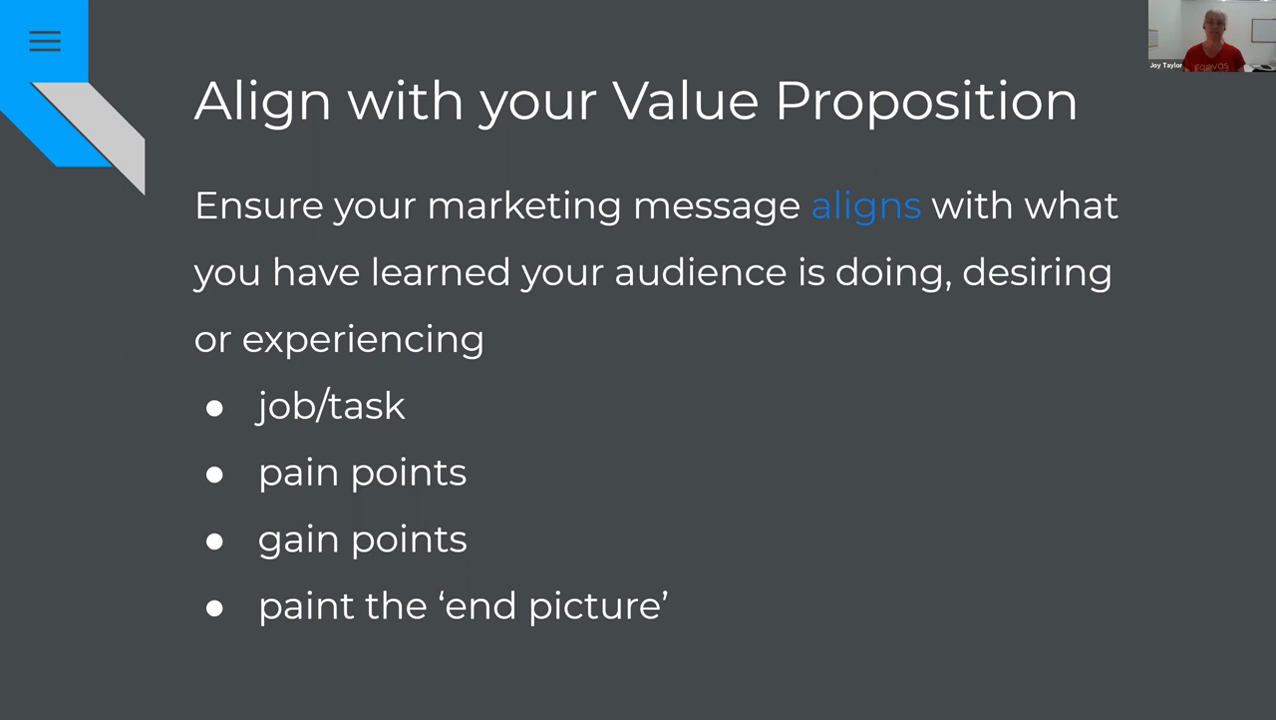 Align with your Value Proposition
Ensure your marketing message aligns with what
you have learned your audience is doing, desiring
or experiencing
● job/task
● pain points
● gain points
● paint the ‘end picture’
Joy Taylor